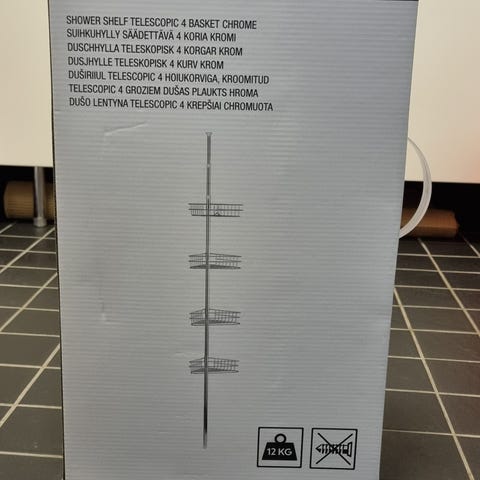 SHOWER SHELF TELESCOPIC 4 BASKET CHROME
SUIHKUHYLLY SÄÄDETTÄVÄ 4 KORIA KROMI
DUSCHHYLLA TELESKOPISK 4 KORGAR KROM
DUSJHYLLE TELESKOPISK 4 KURV KROM
DUŠIRIIUL TELESCOPIC 4 HOIUKORVIGA, KROOMITUD
TELESCOPIC 4 GROZIEM DUŠAS PLAUKTS HROMA
DUŠO LENTYNA TELESCOPIC 4 KREPŠIAI CHROMUOTA
12 KG